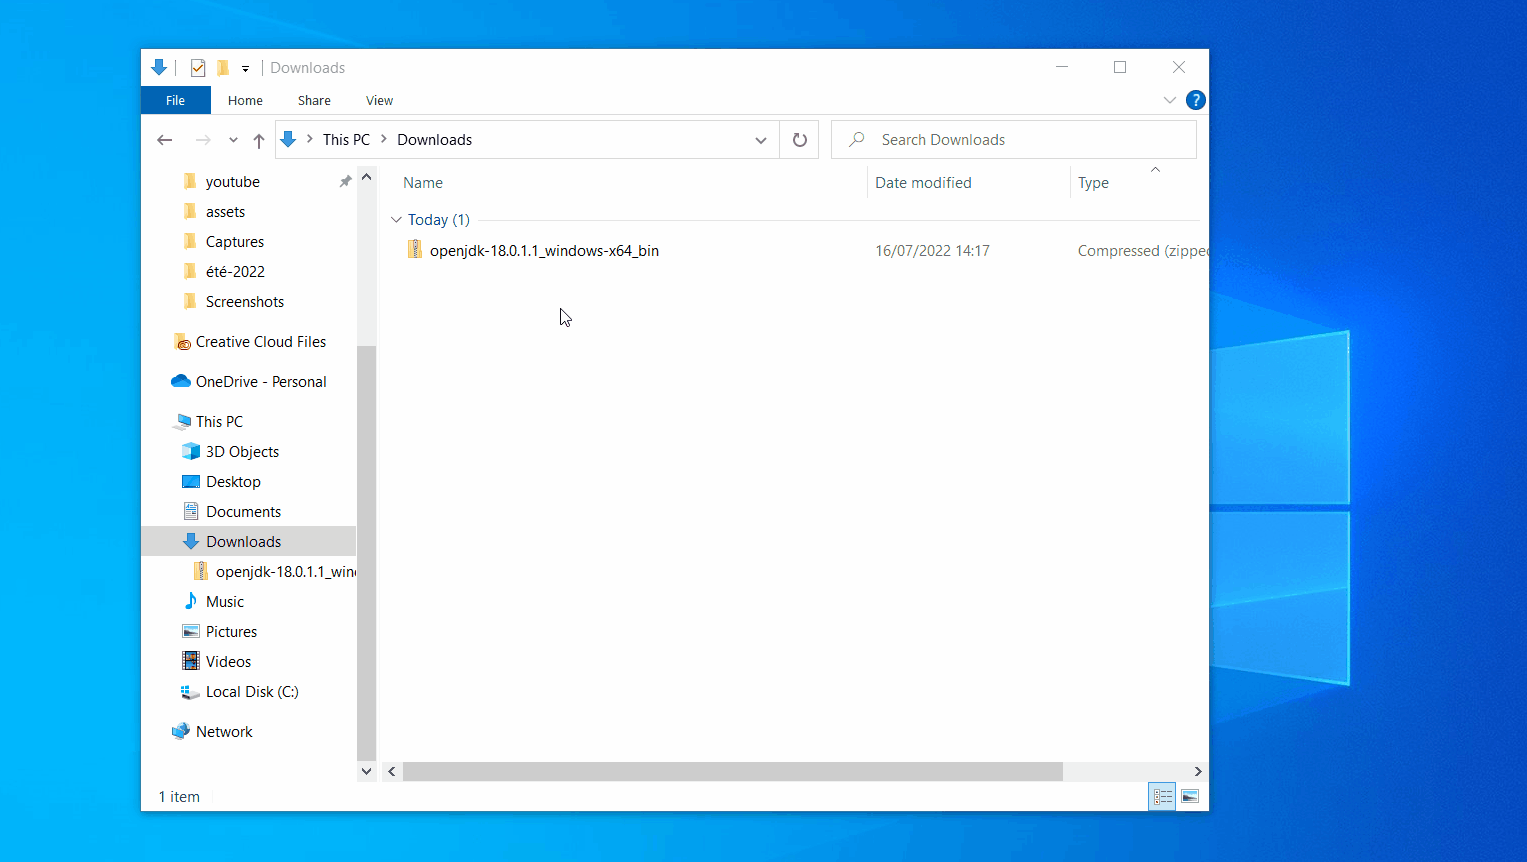 Downloads
File Home Share View
?
This PC Downloads
Search Downloads
Name Date modified Type
Today (1)
openjdk-18.0.1.1_windows-x64_bin 16/07/2022 14:17 Compressed (zippe
youtube
assets
Captures
été-2022
Screenshots
Creative Cloud Files
OneDrive - Personal
This PC
3D Objects
Desktop
Documents
Downloads
openjdk-18.0.1.1_win
Music
Pictures
Videos
Local Disk (C:)
Network
1 item